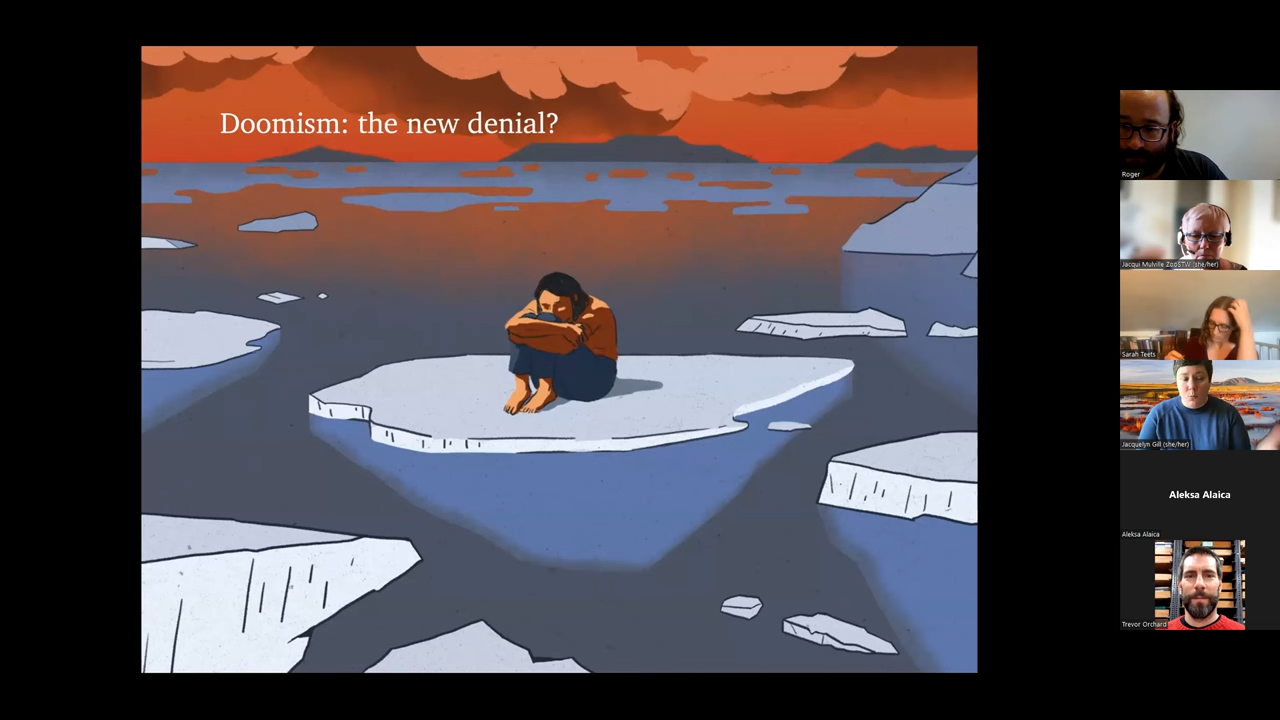 Doomism: the new denial?
Roger
Jacqui Mulville ZooSTW (she/her)
Sarah Teets
Jacquelyn Gill (she/her)
Aleksa Alaica
Aleksa Alaica
Trevor Orchard